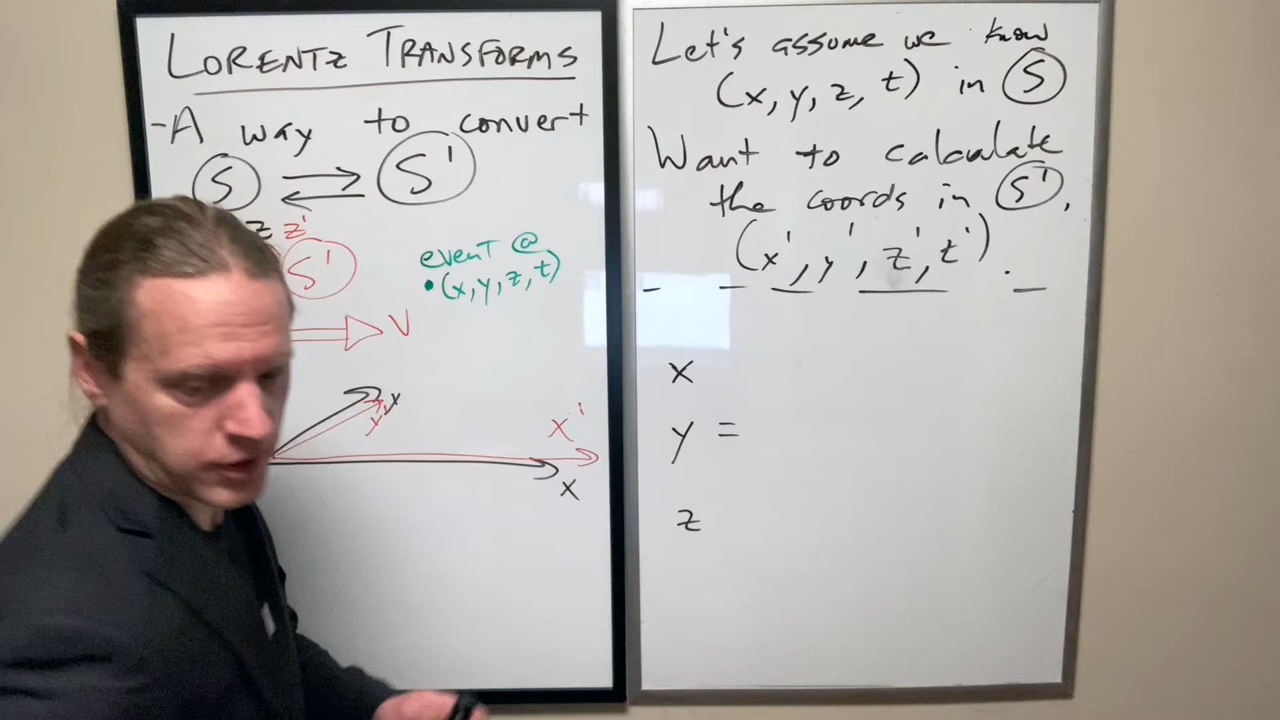 LORENTZ TRANSFORMS
-A way to convert
S ⇄ S'
z z'
S'
event @
•(x,y,z,t)
V
y
y'
x'
x
Let's assume we know
(x, y, z, t) in S
Want to calculate
the coords in S'.
(x', y', z', t').
x
y =
z